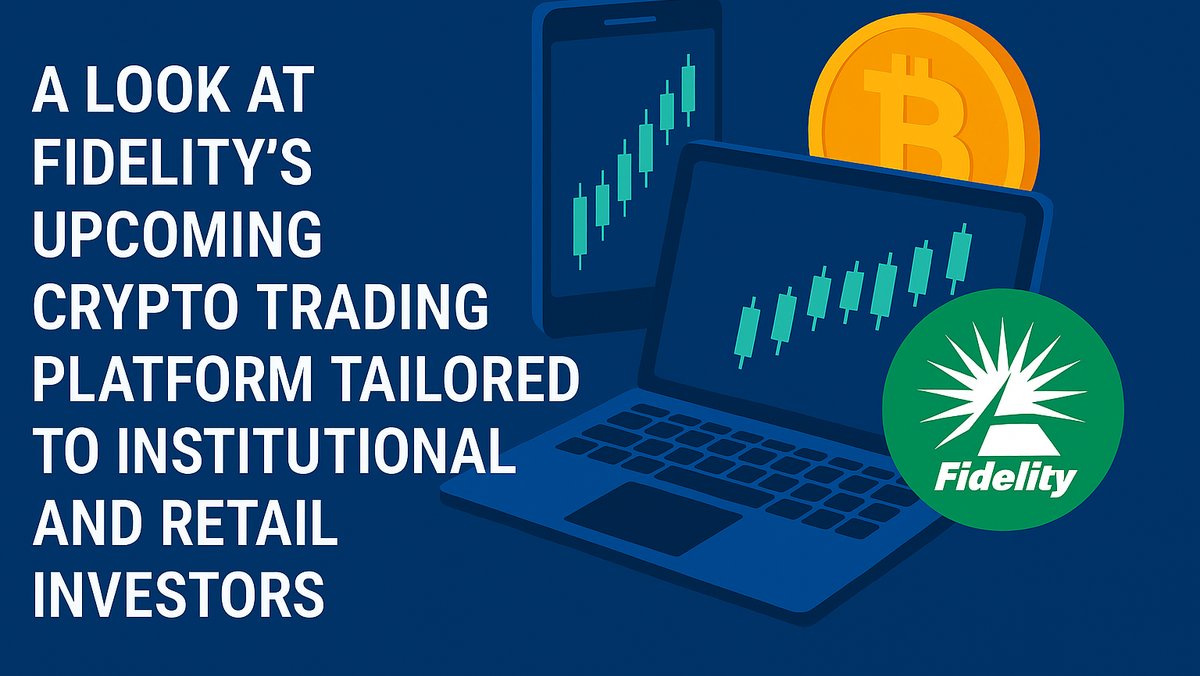 A LOOK AT
FIDELITY’S
UPCOMING
CRYPTO TRADING
PLATFORM TAILORED
TO INSTITUTIONAL
AND RETAIL
INVESTORS
Fidelity